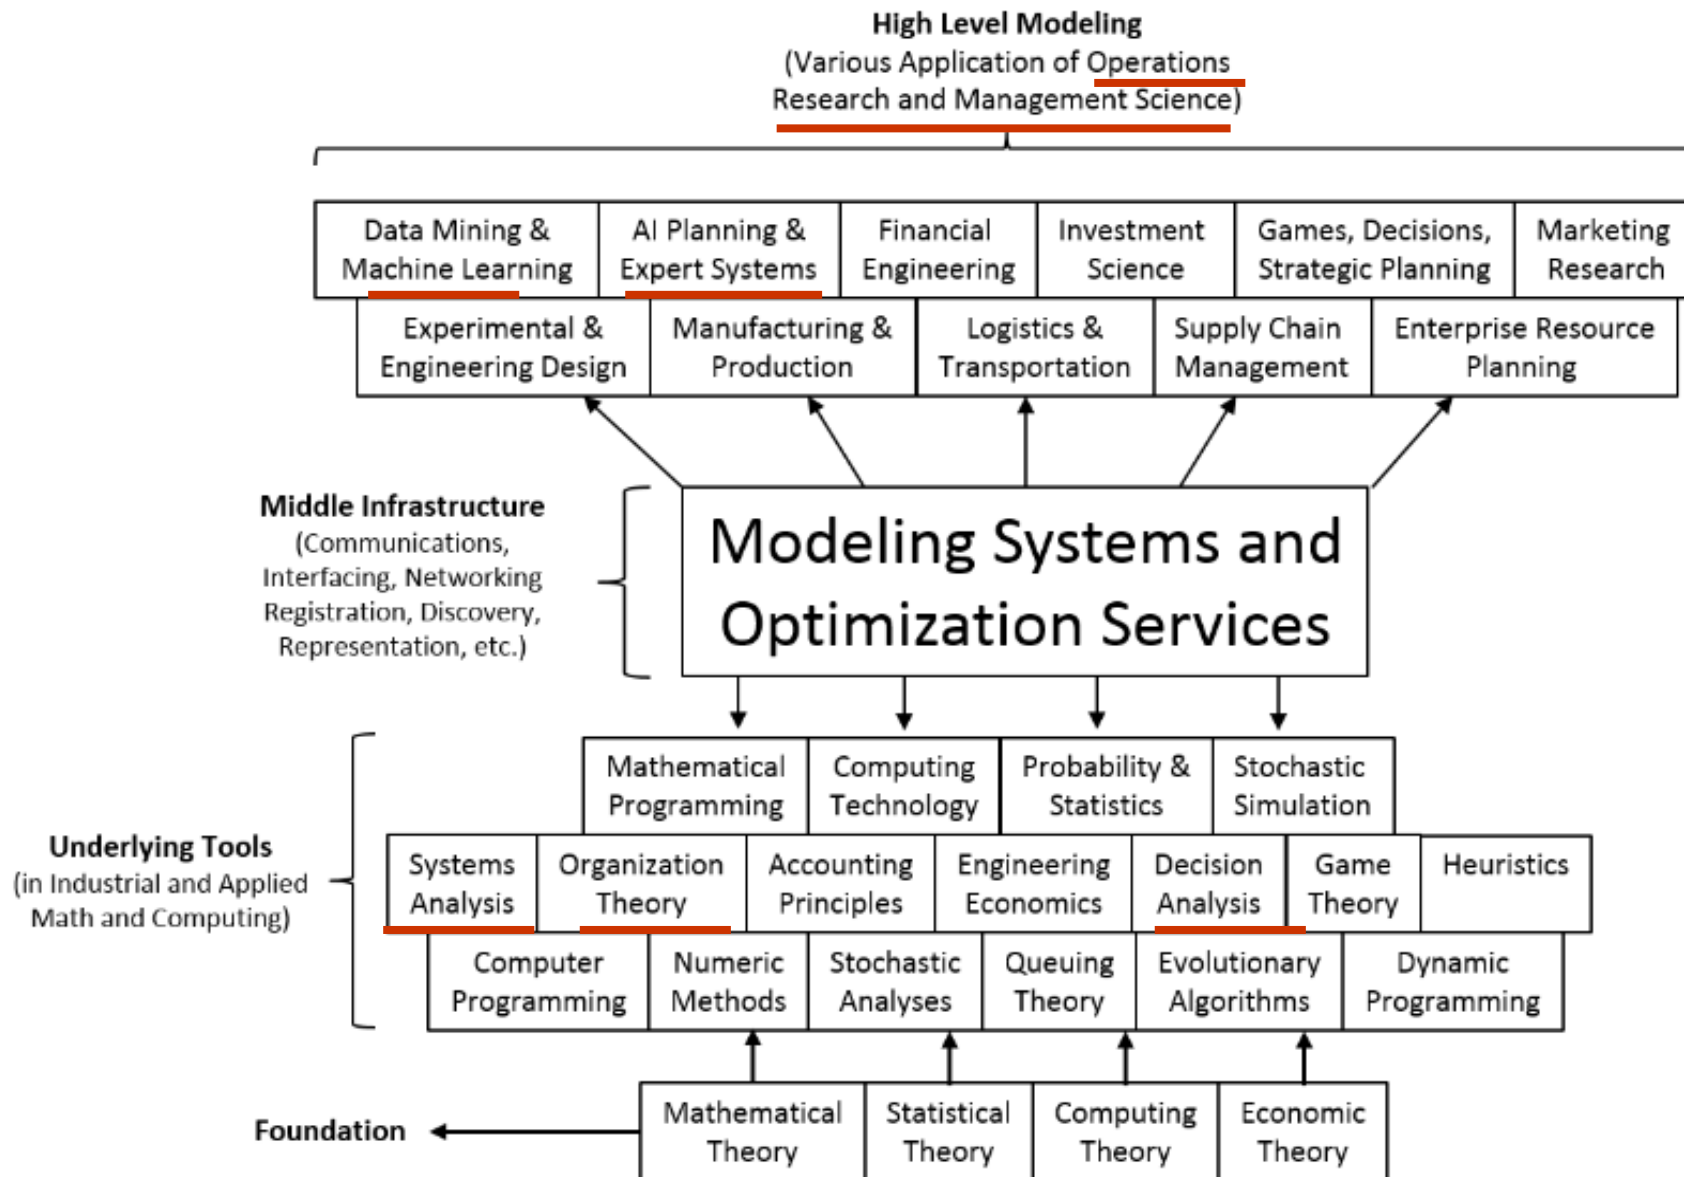 High Level Modeling
(Various Application of Operations
Research and Management Science)
Data Mining &
Machine Learning
AI Planning &
Expert Systems
Financial
Engineering
Investment
Science
Games, Decisions,
Strategic Planning
Marketing
Research
Experimental &
Engineering Design
Manufacturing &
Production
Logistics &
Transportation
Supply Chain
Management
Enterprise Resource
Planning
Middle Infrastructure
(Communications,
Interfacing, Networking
Registration, Discovery,
Representation, etc.)
Modeling Systems and
Optimization Services
Underlying Tools
(in Industrial and Applied
Math and Computing)
Mathematical
Programming
Computing
Technology
Probability &
Statistics
Stochastic
Simulation
Systems
Analysis
Organization
Theory
Accounting
Principles
Engineering
Economics
Decision
Analysis
Game
Theory
Heuristics
Computer
Programming
Numeric
Methods
Stochastic
Analyses
Queuing
Theory
Evolutionary
Algorithms
Dynamic
Programming
Foundation
Mathematical
Theory
Statistical
Theory
Computing
Theory
Economic
Theory